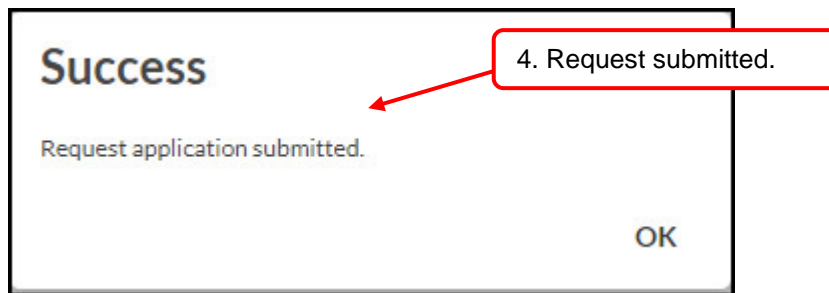 Success
4. Request submitted.
Request application submitted.
OK